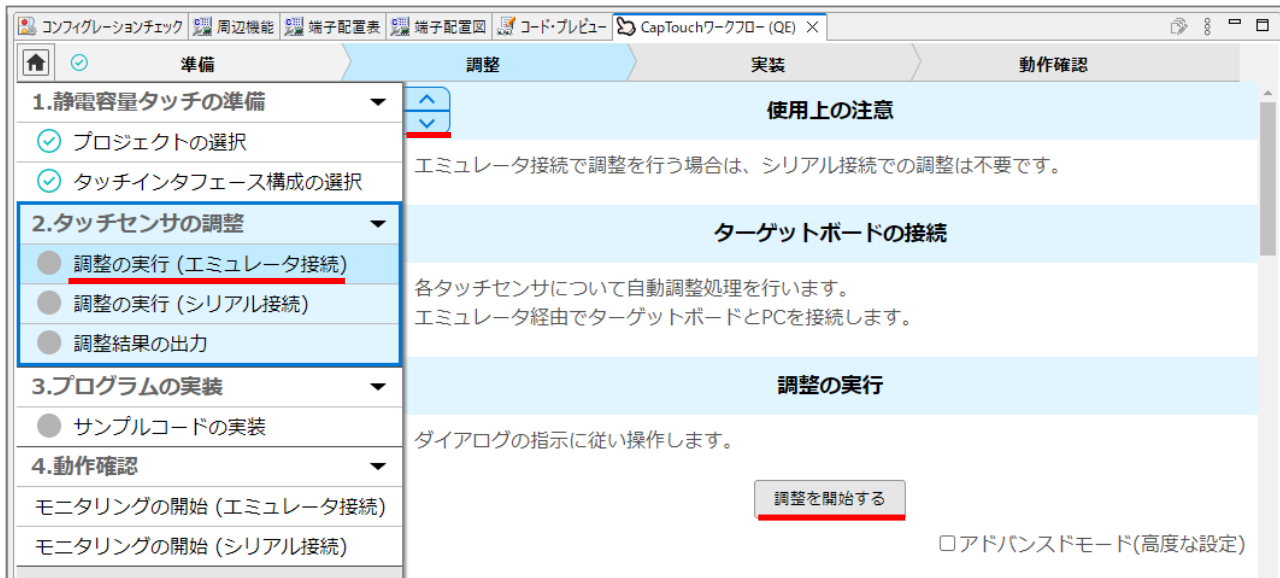 コンフィグレーションチェック 周辺機能 端子配置表 端子配置図 コード・プレビュー CapTouchワークフロー (QE)
準備 調整 実装 動作確認
1.静電容量タッチの準備
プロジェクトの選択
タッチインタフェース構成の選択
2.タッチセンサの調整
調整の実行 (エミュレータ接続)
調整の実行 (シリアル接続)
調整結果の出力
3.プログラムの実装
サンプルコードの実装
4.動作確認
モニタリングの開始 (エミュレータ接続)
モニタリングの開始 (シリアル接続)
使用上の注意
エミュレータ接続で調整を行う場合は、シリアル接続での調整は不要です。
ターゲットボードの接続
各タッチセンサについて自動調整処理を行います。
エミュレータ経由でターゲットボードとPCを接続します。
調整の実行
ダイアログの指示に従い操作します。
調整を開始する
アドバンスドモード(高度な設定)